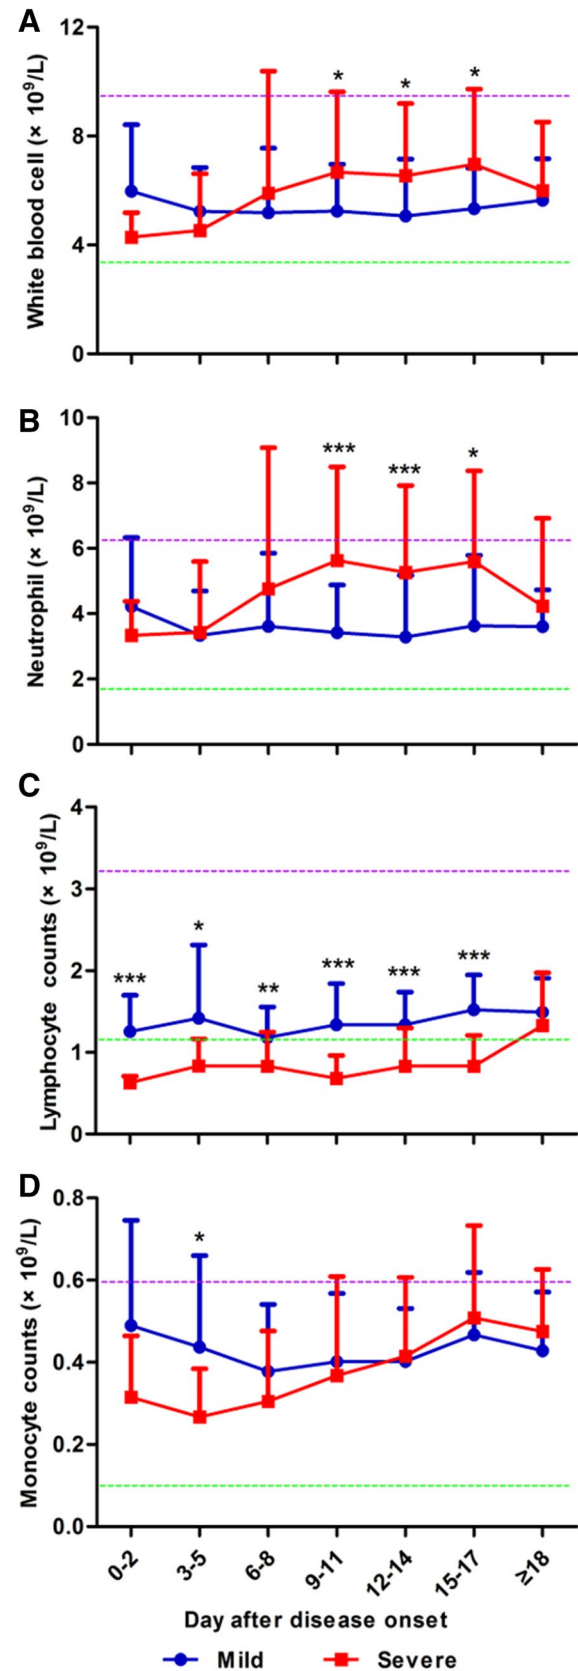 A
White blood cell (× 10⁹/L)
12
8
4
0
* * *
B
Neutrophil (× 10⁹/L)
10
8
6
4
2
0
*** *** *
C
Lymphocyte counts (× 10⁹/L)
4
3
2
1
0
*** * ** *** *** ***
D
Monocyte counts (× 10⁹/L)
0.8
0.6
0.4
0.2
0.0
*
0-2 3-5 6-8 9-11 12-14 15-17 ≥18
Day after disease onset
Mild Severe